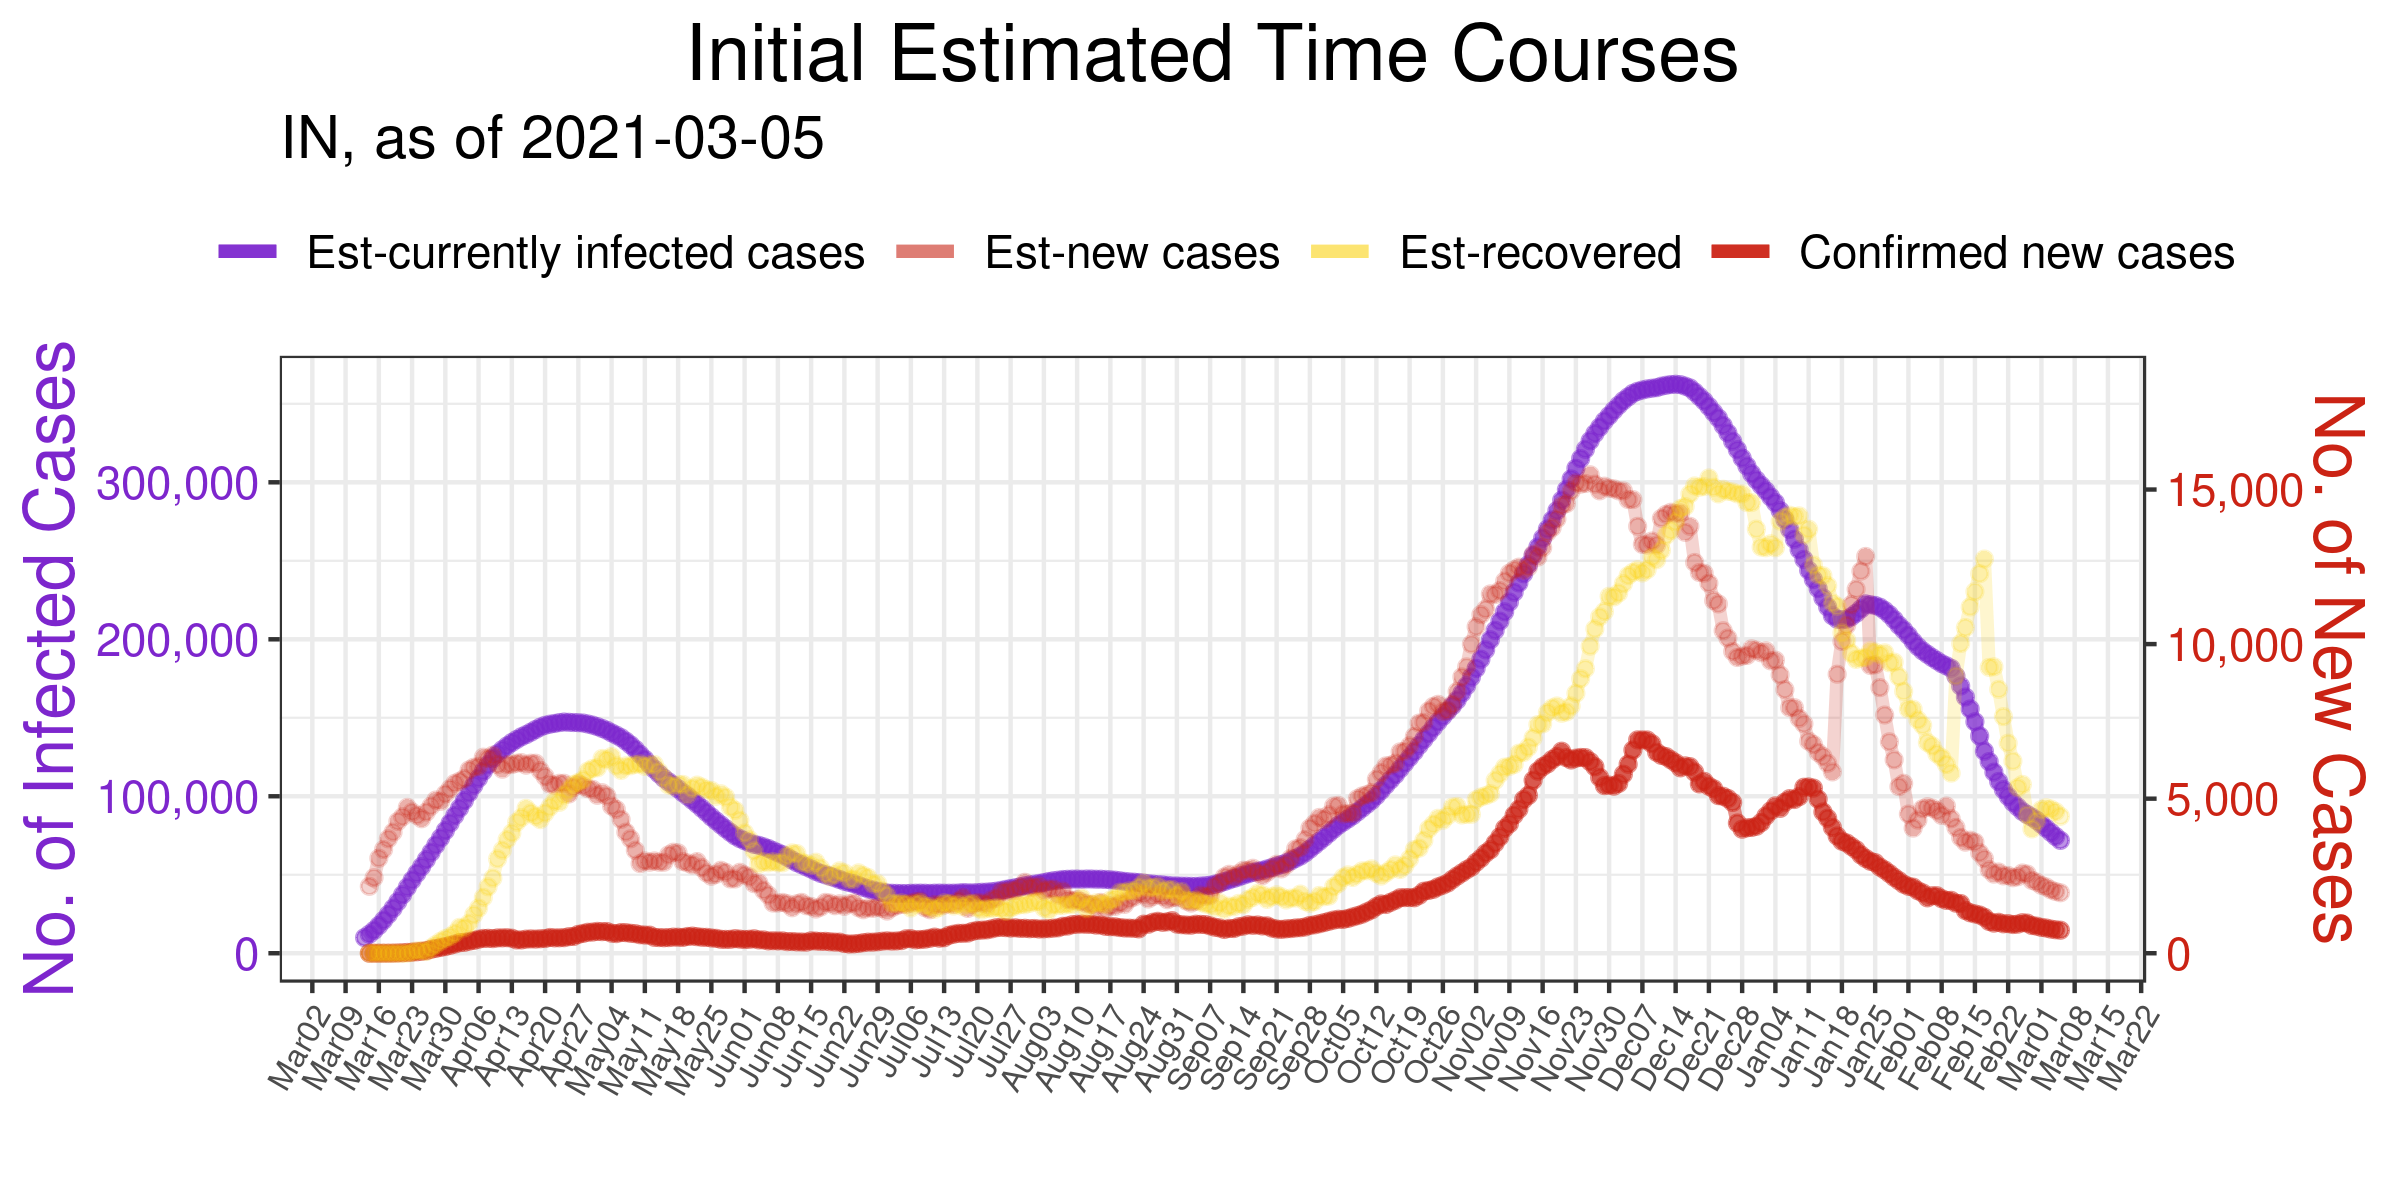 Initial Estimated Time Courses
IN, as of 2021-03-05
Est-currently infected cases Est-new cases Est-recovered Confirmed new cases
No. of Infected Cases
300,000
200,000
100,000
0
15,000
10,000
5,000
0
No. of New Cases
Mar02 Mar09 Mar16 Mar23 Mar30 Apr06 Apr13 Apr20 Apr27 May04 May11 May18 May25 Jun01 Jun08 Jun15 Jun22 Jun29 Jul06 Jul13 Jul20 Jul27 Aug03 Aug10 Aug17 Aug24 Aug31 Sep07 Sep14 Sep21 Sep28 Oct05 Oct12 Oct19 Oct26 Nov02 Nov09 Nov16 Nov23 Nov30 Dec07 Dec14 Dec21 Dec28 Dec04 Jan11 Jan18 Jan25 Feb01 Feb08 Feb15 Feb22 Mar01 Mar08 Mar15 Mar22